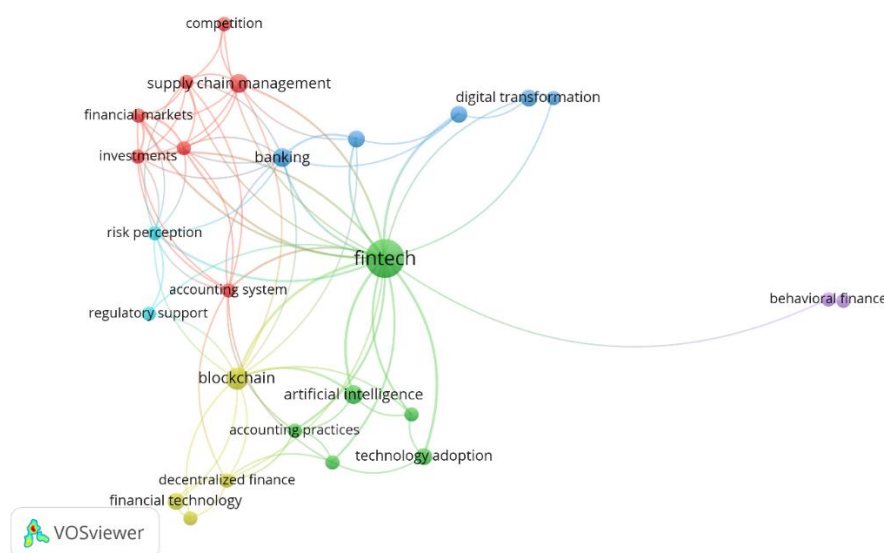 competition
supply chain management
digital transformation
financial markets
investments
banking
risk perception
fintech
accounting system
behavioral finance
regulatory support
blockchain
artificial intelligence
accounting practices
technology adoption
decentralized finance
financial technology
VOSviewer